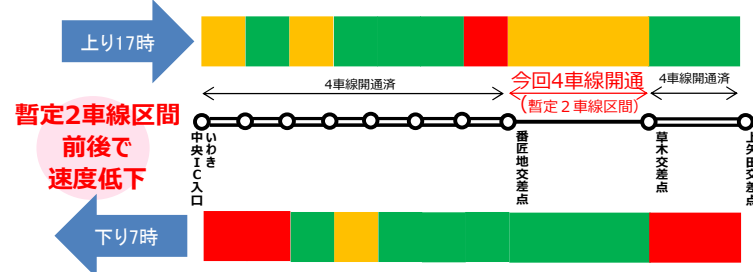 上り17時
4車線開通済
今回4車線開通
(暫定２車線区間)
4車線開通済
暫定2車線区間
前後で
速度低下
いわき
中央ＩＣ入口
番匠地交差点
草木交差点
上矢田交差点
下り7時